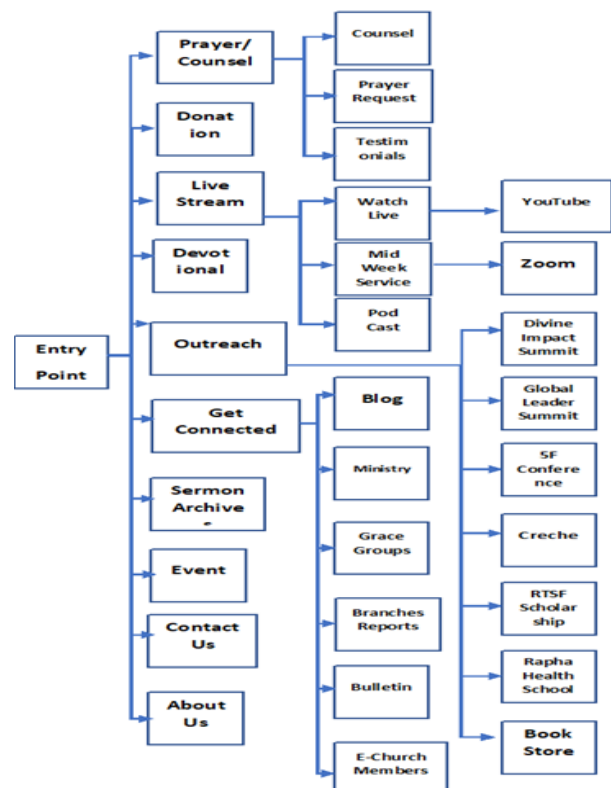 Entry
Point
Prayer/
Counsel
Donat
ion
Live
Stream
Devot
ional
Outreach
Get
Connected
Sermon
Archive
Event
Contact
Us
About
Us
Counsel
Prayer
Request
Testim
onials
Watch
Live
Mid
Week
Service
Pod
Cast
YouTube
Zoom
Blog
Ministry
Grace
Groups
Branches
Reports
Bulletin
E-Church
Members
Divine
Impact
Summit
Global
Leader
Summit
SF
Confere
nce
Creche
RTSF
Scholar
ship
Rapha
Health
School
Book
Store